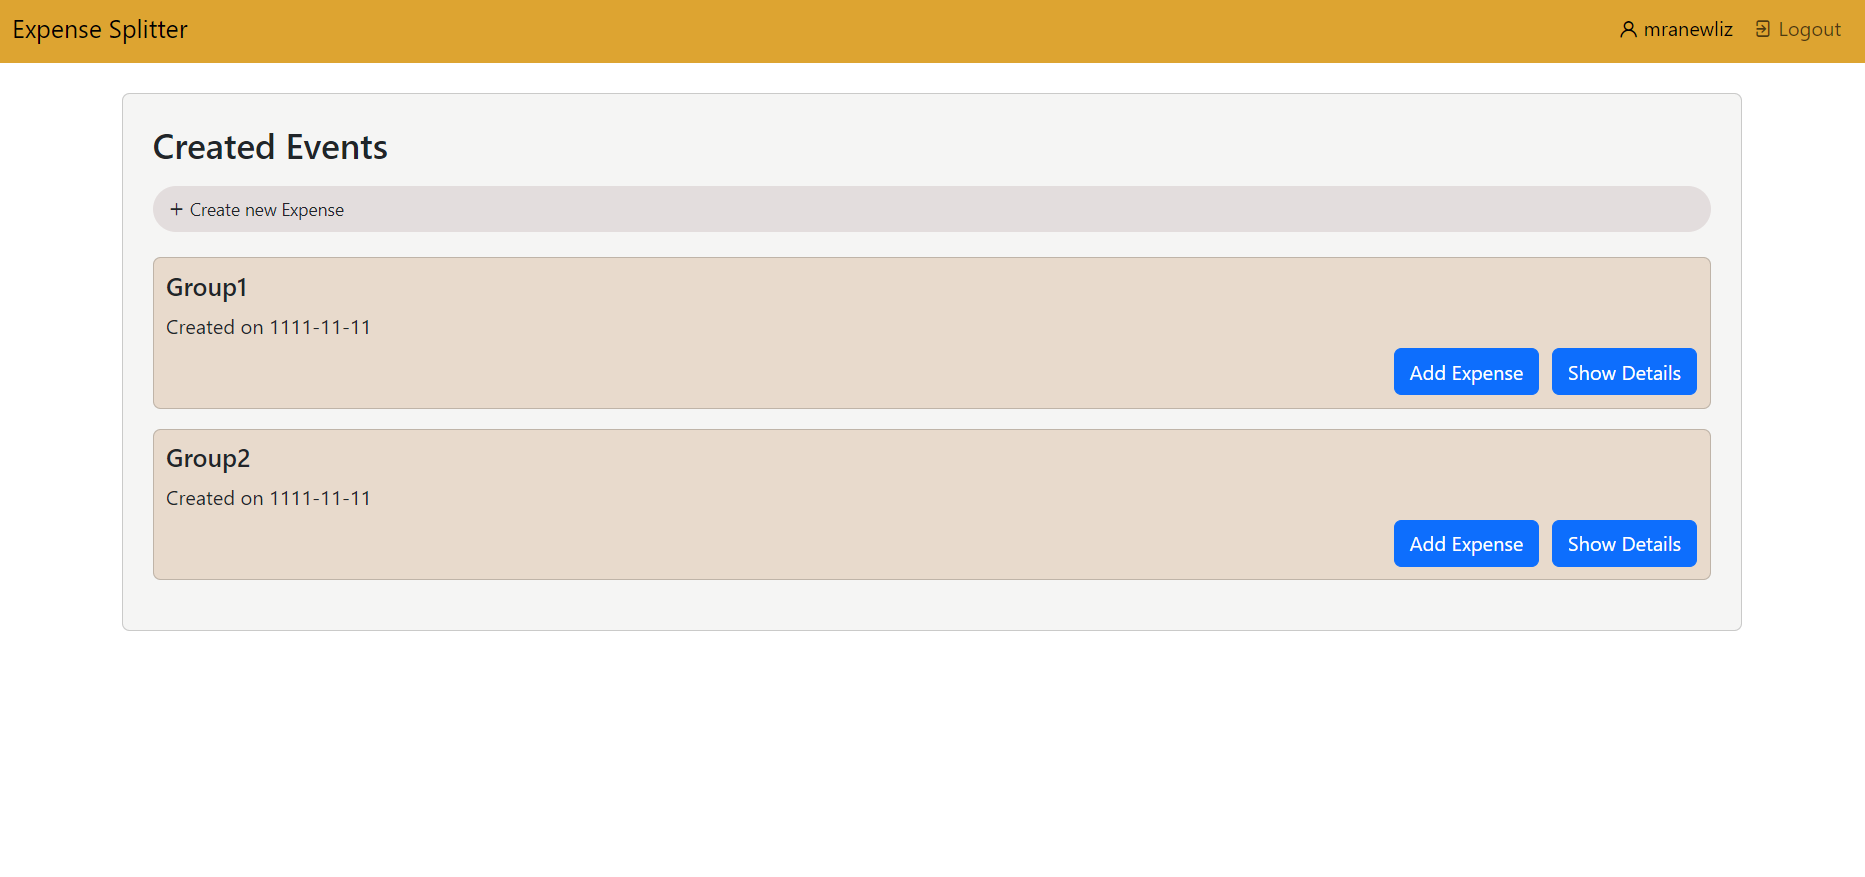 Expense Splitter
mranewliz Logout
Created Events
+ Create new Expense
Group1
Created on 1111-11-11
Add Expense Show Details
Group2
Created on 1111-11-11
Add Expense Show Details